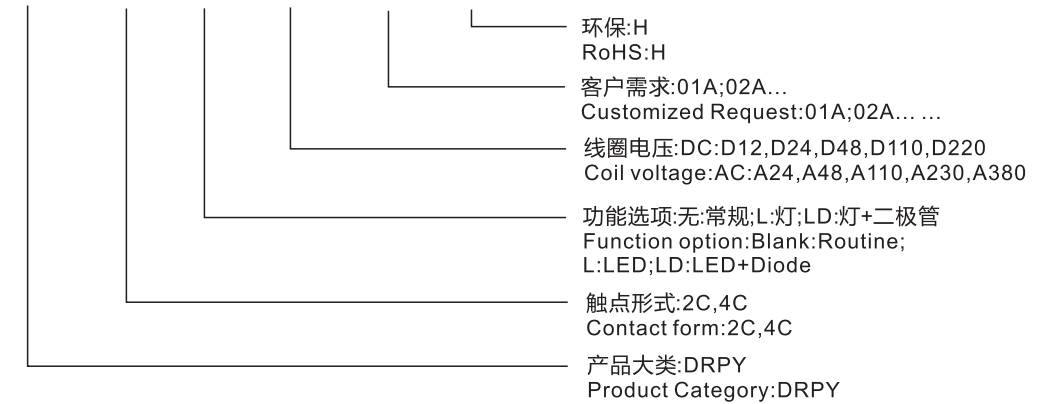 环保:H
RoHS:H
客户需求:01A;02A...
Customized Request:01A;02A... ...
线圈电压:DC:D12,D24,D48,D110,D220
Coil voltage:AC:A24,A48,A110,A230,A380
功能选项:无:常规;L:灯;LD:灯+二极管
Function option:Blank:Routine;
L:LED;LD:LED+Diode
触点形式:2C,4C
Contact form:2C,4C
产品大类:DRPY
Product Category:DRPY